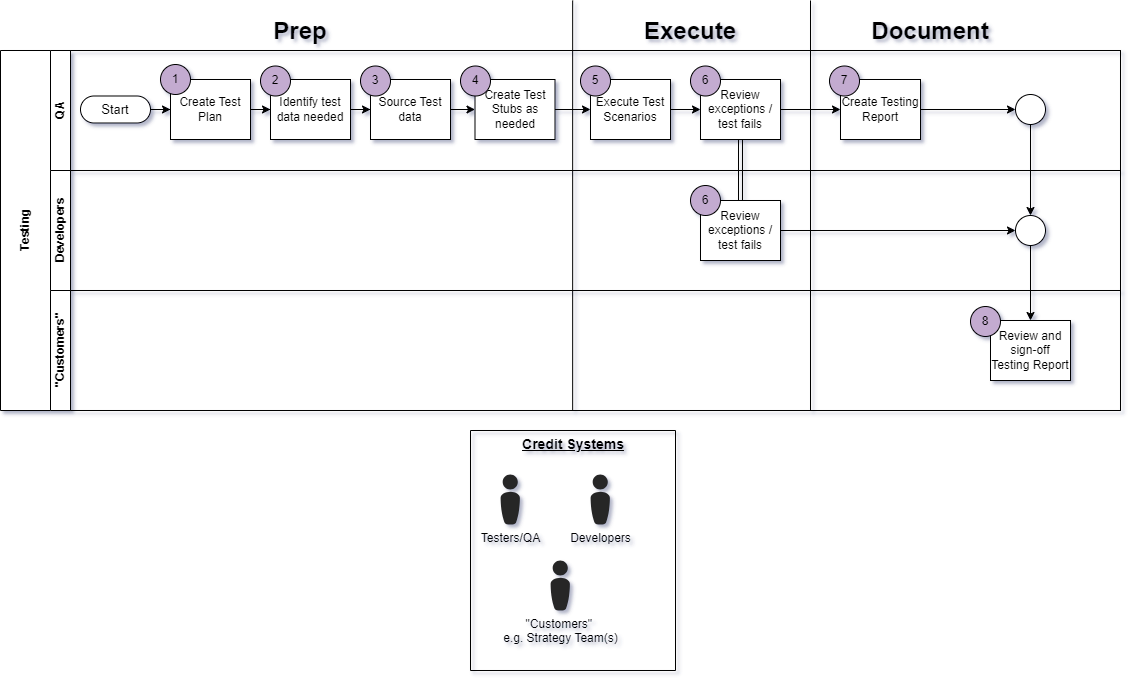 Prep
Execute
Document
Testing
QA
Start
1
Create Test
Plan
2
Identify test
data needed
3
Source Test
data
4
Create Test
Stubs as
needed
5
Execute Test
Scenarios
6
Review
exceptions /
test fails
7
Create Testing
Report
Developers
6
Review
exceptions /
test fails
"Customers"
8
Review and
sign-off
Testing Report
Credit Systems
Testers/QA
Developers
"Customers"
e.g. Strategy Team(s)